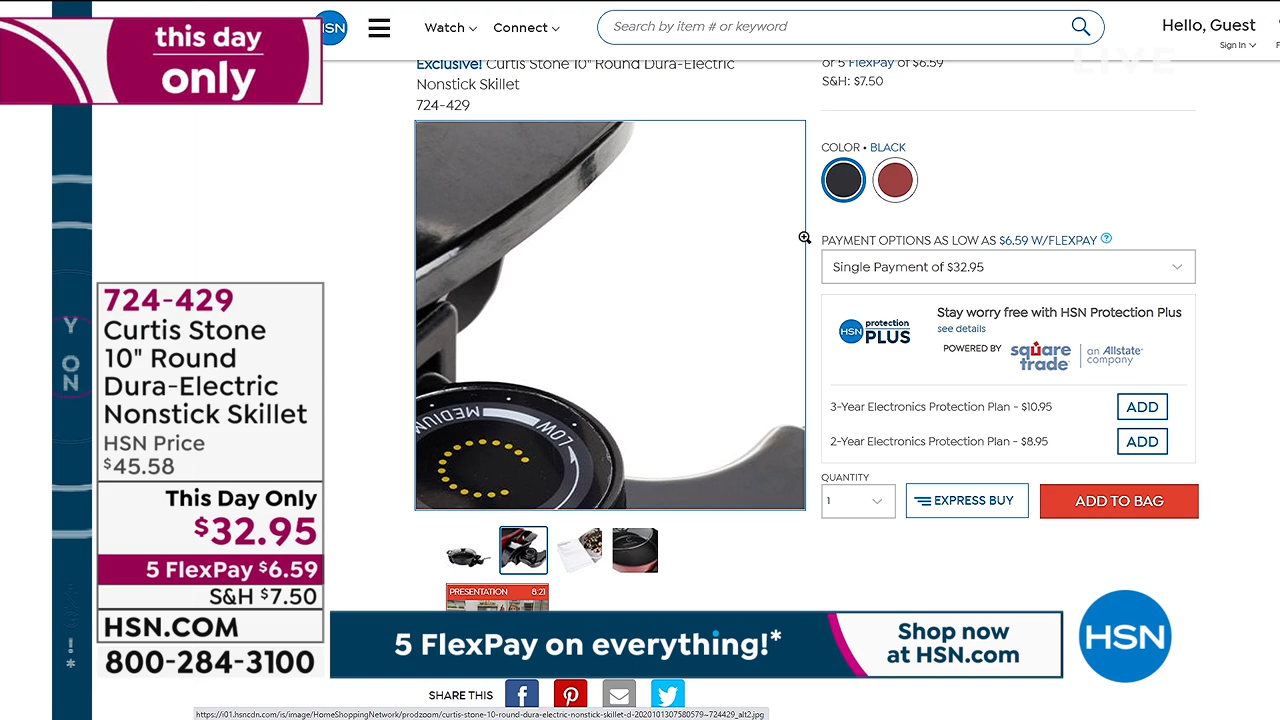 this day
only
HSN
Watch
Connect
Search by item # or keyword
Hello, Guest
Sign In
LIVE
Exclusive! Curtis Stone 10" Round Dura-Electric
Nonstick Skillet
724-429
or 5 FlexPay of $6.59
S&H: $7.50
COLOR • BLACK
PAYMENT OPTIONS AS LOW AS $6.59 W/FLEXPAY ?
Single Payment of $32.95
HSN protection PLUS
Stay worry free with HSN Protection Plus
see details
POWERED BY square trade an Allstate company
3-Year Electronics Protection Plan - $10.95 ADD
2-Year Electronics Protection Plan - $8.95 ADD
QUANTITY
1
EXPRESS BUY
ADD TO BAG
MEDIUM
LOW
Y
ON
!
*
724-429
Curtis Stone
10" Round
Dura-Electric
Nonstick Skillet
HSN Price
$45.58
This Day Only
$32.95
5 FlexPay $6.59
S&H $7.50
HSN.COM
800-284-3100
PRESENTATION 8:21
5 FlexPay on everything!*
Shop now
at HSN.com
HSN
SHARE THIS
https://i01.hsncdn.com/is/image/HomeShoppingNetwork/prodzoom/curtis-stone-10-round-dura-electric-nonstick-skillet-d-2020101307580579~724429_alt2.jpg